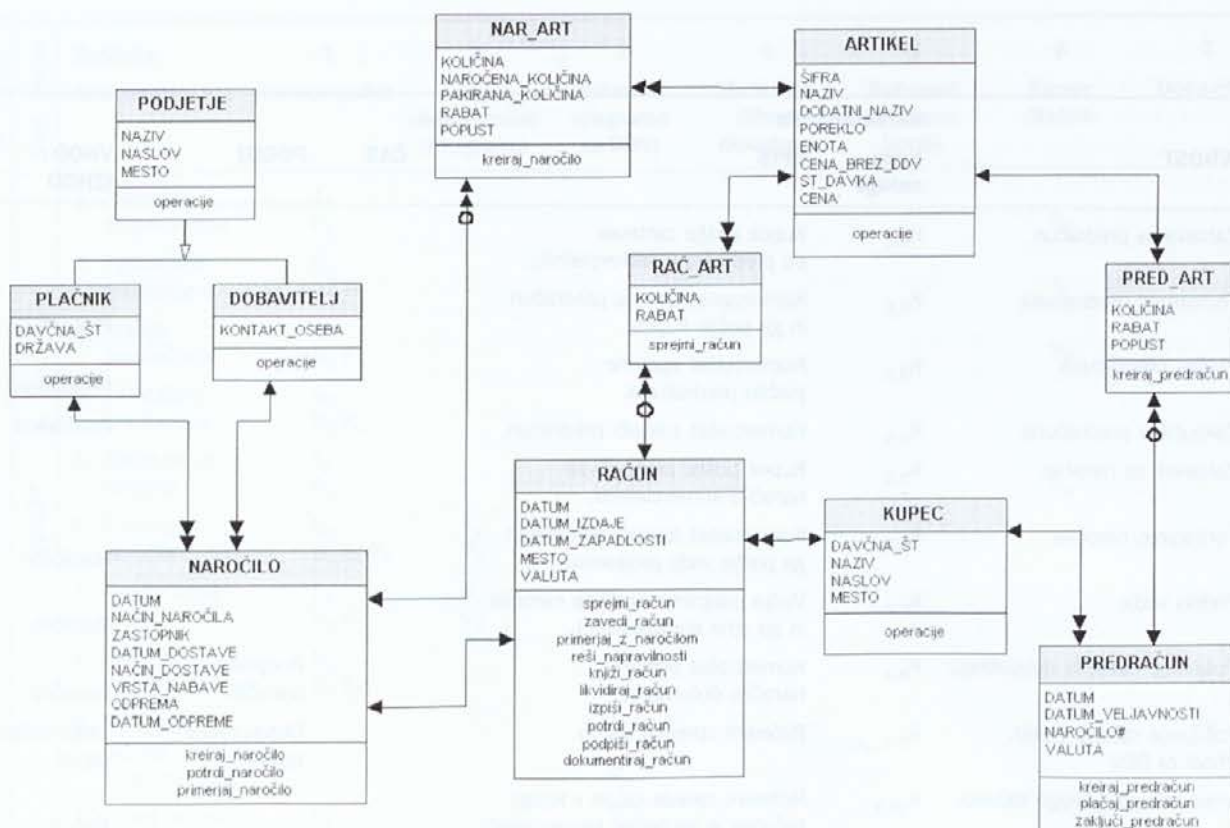 NAR_ART
KOLIČINA
NAROČENA_KOLIČINA
PAKIRANA_KOLIČINA
RABAT
POPUST
kreiraj_naročilo
ARTIKEL
ŠIFRA
NAZIV
DODATNI_NAZIV
POREKLO
ENOTA
CENA_BREZ_DDV
ST_DAVKA
CENA
operacije
PODJETJE
NAZIV
NASLOV
MESTO
operacije
PLAČNIK
DAVČNA_ŠT
DRŽAVA
operacije
DOBAVITELJ
KONTAKT_OSEBA
operacije
RAČ_ART
KOLIČINA
RABAT
sprejmi_račun
PRED_ART
KOLIČINA
RABAT
POPUST
kreiraj_predračun
NAROČILO
DATUM
NAČIN_NAROČILA
ZASTOPNIK
DATUM_DOSTAVE
NAČIN_DOSTAVE
VRSTA_NABAVE
ODPREMA
DATUM_ODPREME
kreiraj_naročilo
potrdi_naročilo
primerjaj_naročilo
RAČUN
DATUM
DATUM_IZDAJE
DATUM_ZAPADLOSTI
MESTO
VALUTA
sprejmi_račun
zavedi_račun
primerjaj_z_naročilom
reši_napravilnosti
knjiži_račun
likvidiraj_račun
izpiši_račun
potrdi_račun
podpiši_račun
dokumentiraj_račun
KUPEC
DAVČNA_ŠT
NAZIV
NASLOV
MESTO
operacije
PREDRAČUN
DATUM
DATUM_VELJAVNOSTI
NAROČILO#
VALUTA
kreiraj_predračun
plačaj_predračun
zaključi_predračun